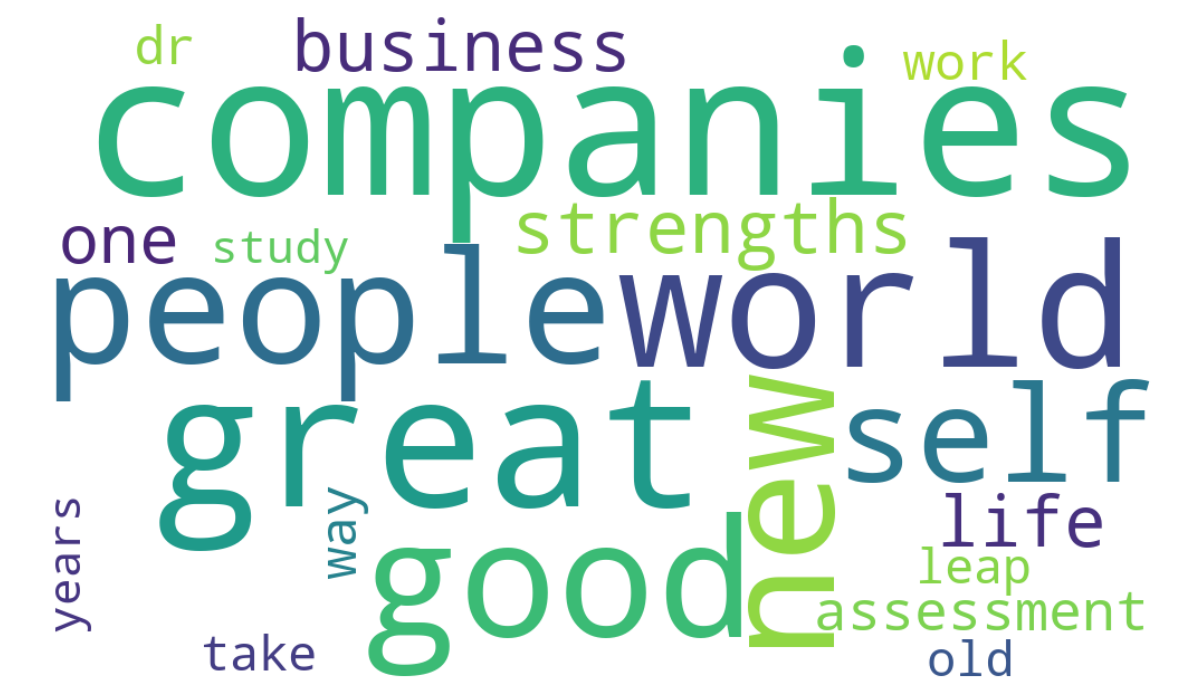 dr
business
work
companies
one
study
strengths
people
world
great
new
self
years
way
good
life
leap
assessment
take
old